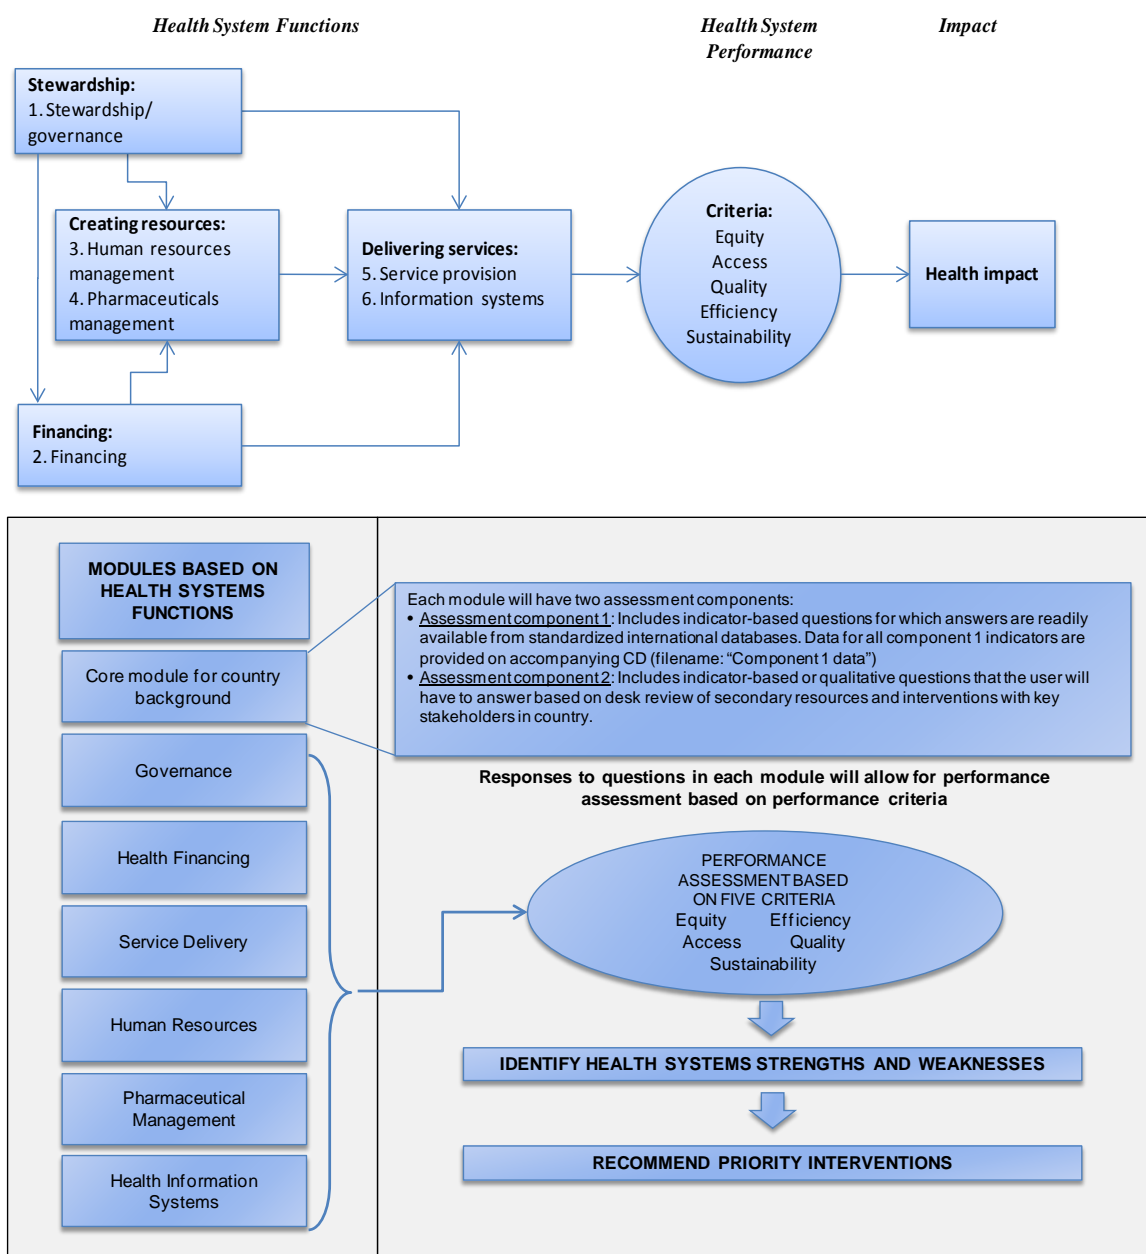 Health System Functions
Health System
Performance
Impact
Stewardship:
1. Stewardship/
governance
Creating resources:
3. Human resources
management
4. Pharmaceuticals
management
Delivering services:
5. Service provision
6. Information systems
Criteria:
Equity
Access
Quality
Efficiency
Sustainability
Health impact
Financing:
2. Financing
MODULES BASED ON
HEALTH SYSTEMS
FUNCTIONS
Core module for country
background
Governance
Health Financing
Service Delivery
Human Resources
Pharmaceutical
Management
Health Information
Systems
Each module will have two assessment components:
• Assessment component 1: Includes indicator-based questions for which answers are readily
available from standardized international databases. Data for all component 1 indicators are
provided on accompanying CD (filename: “Component 1 data”)
• Assessment component 2: Includes indicator-based or qualitative questions that the user will
have to answer based on desk review of secondary resources and interventions with key
stakeholders in country.
Responses to questions in each module will allow for performance
assessment based on performance criteria
PERFORMANCE
ASSESSMENT BASED
ON FIVE CRITERIA
Equity Efficiency
Access Quality
Sustainability
IDENTIFY HEALTH SYSTEMS STRENGTHS AND WEAKNESSES
RECOMMEND PRIORITY INTERVENTIONS